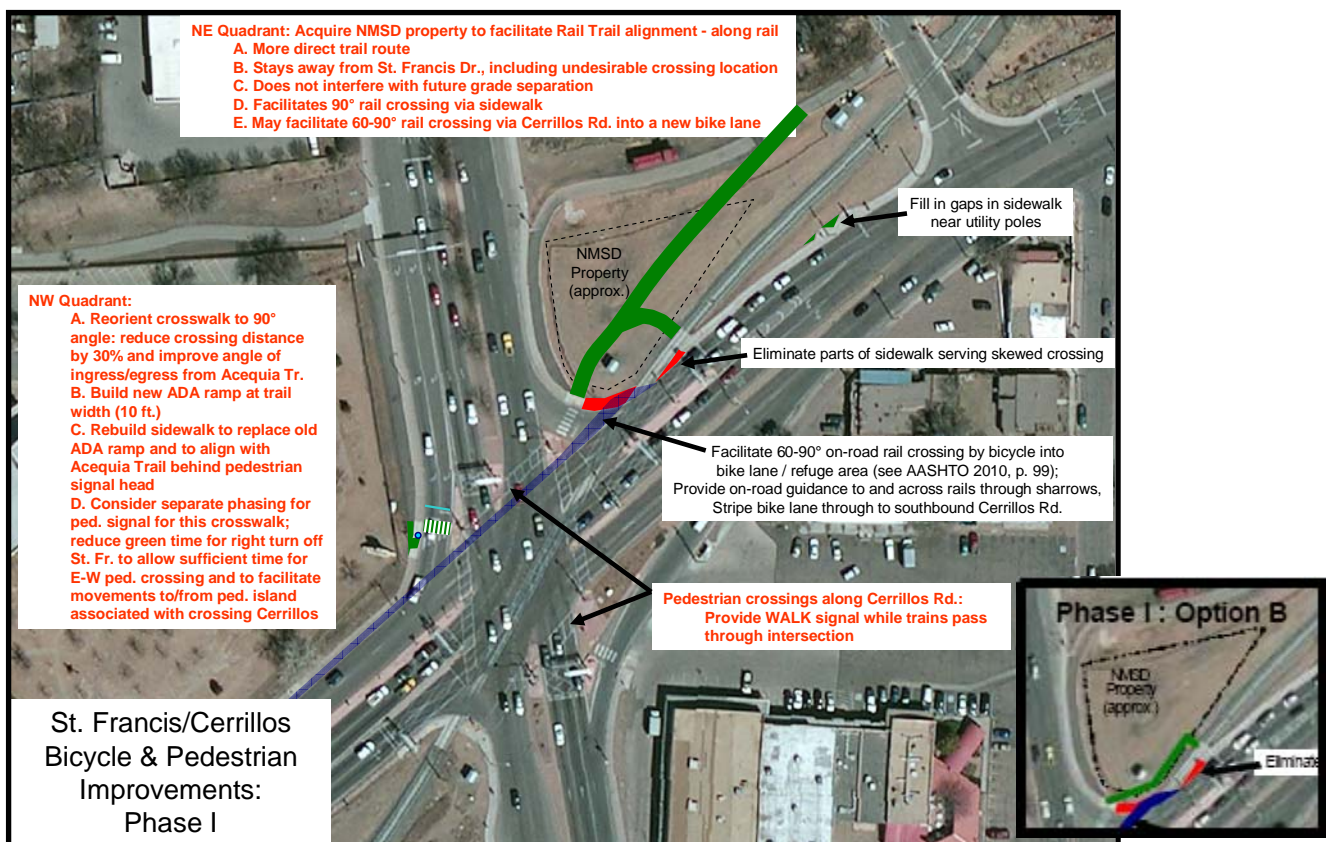 NE Quadrant: Acquire NMSD property to facilitate Rail Trail alignment - along rail
A. More direct trail route
B. Stays away from St. Francis Dr., including undesirable crossing location
C. Does not interfere with future grade separation
D. Facilitates 90° rail crossing via sidewalk
E. May facilitate 60-90° rail crossing via Cerrillos Rd. into a new bike lane
Fill in gaps in sidewalk
near utility poles
NMSD
Property
(approx.)
NW Quadrant:
A. Reorient crosswalk to 90°
angle: reduce crossing distance
by 30% and improve angle of
ingress/egress from Acequia Tr.
B. Build new ADA ramp at trail
width (10 ft.)
C. Rebuild sidewalk to replace old
ADA ramp and to align with
Acequia Trail behind pedestrian
signal head
D. Consider separate phasing for
ped. signal for this crosswalk;
reduce green time for right turn off
St. Fr. to allow sufficient time for
E-W ped. crossing and to facilitate
movements to/from ped. island
associated with crossing Cerrillos
Eliminate parts of sidewalk serving skewed crossing
Facilitate 60-90° on-road rail crossing by bicycle into
bike lane / refuge area (see AASHTO 2010, p. 99);
Provide on-road guidance to and across rails through sharrows,
Stripe bike lane through to southbound Cerrillos Rd.
Pedestrian crossings along Cerrillos Rd.:
Provide WALK signal while trains pass
through intersection
St. Francis/Cerrillos
Bicycle & Pedestrian
Improvements:
Phase I
Phase I : Option B
NMSD
Property
(approx.)
Eliminate